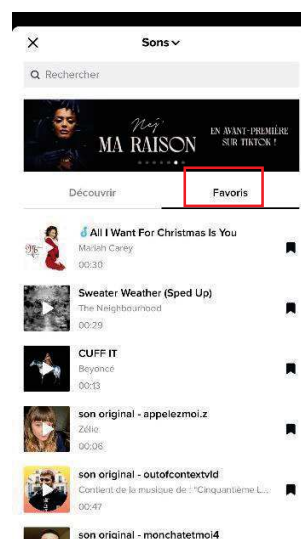 Sons
Rechercher
Nej'
MA RAISON
EN AVANT-PREMIÈRE
SUR TIKTOK !
Découvrir
Favoris
All I Want For Christmas Is You
Mariah Carey
00:30
Sweater Weather (Sped Up)
The Neighbourhood
00:29
CUFF IT
Beyoncé
00:13
son original - appelezmoi.z
Zélie
00:06
son original - outofcontextvld
Contient de la musique de : "Cinquantième L...
00:47
son original - monchatetmoi4